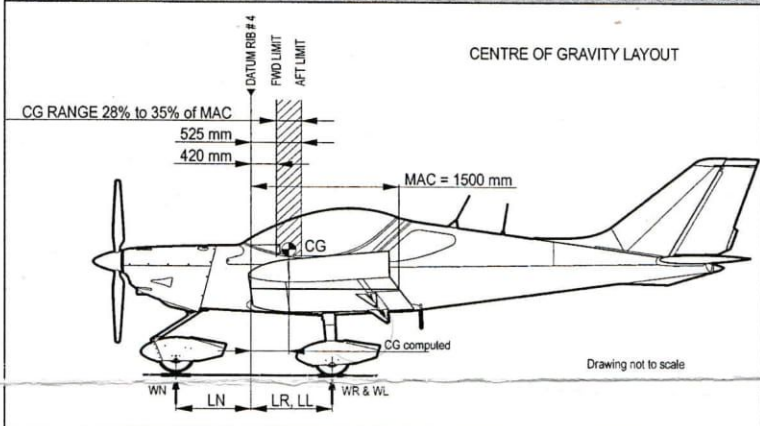 CENTRE OF GRAVITY LAYOUT
DATUM RIB # 4
FWD LIMIT
AFT LIMIT
CG RANGE 28% to 35% of MAC
525 mm
420 mm
MAC = 1500 mm
CG
CG computed
Drawing not to scale
WN
LN
LR, LL
WR & WL